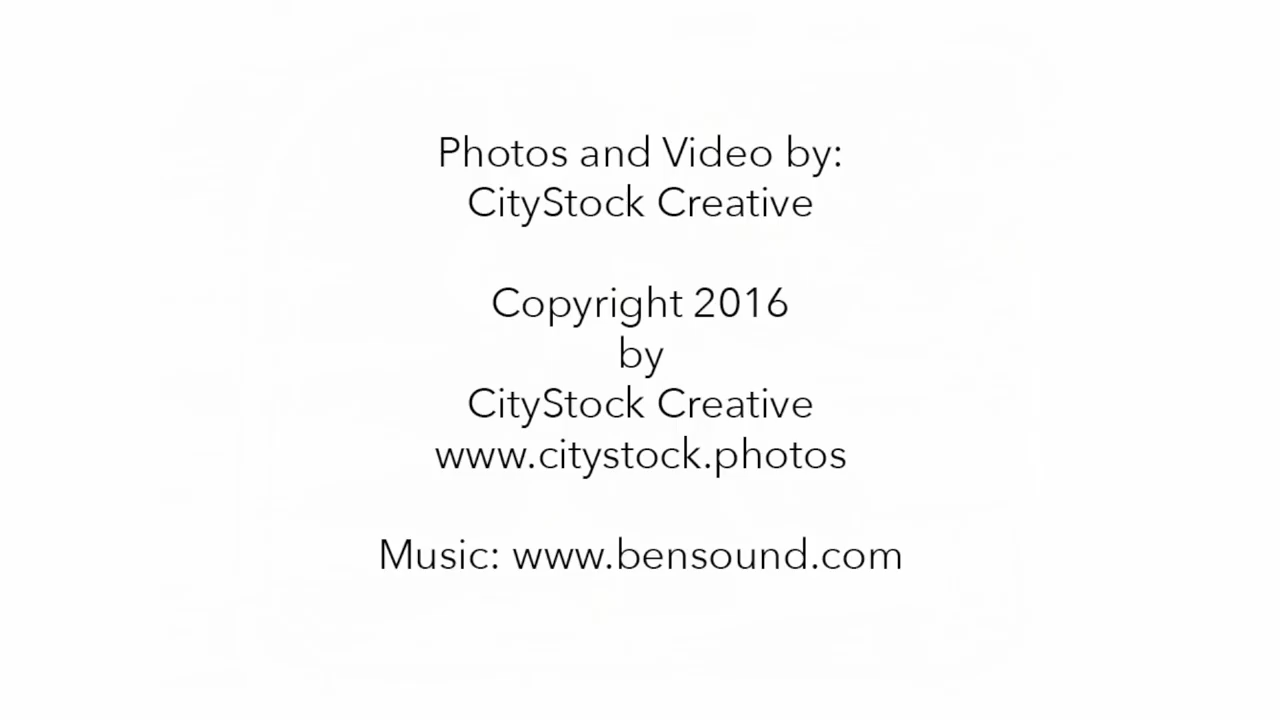 Photos and Video by:
CityStock Creative
Copyright 2016
by
CityStock Creative
www.citystock.photos
Music: www.bensound.com